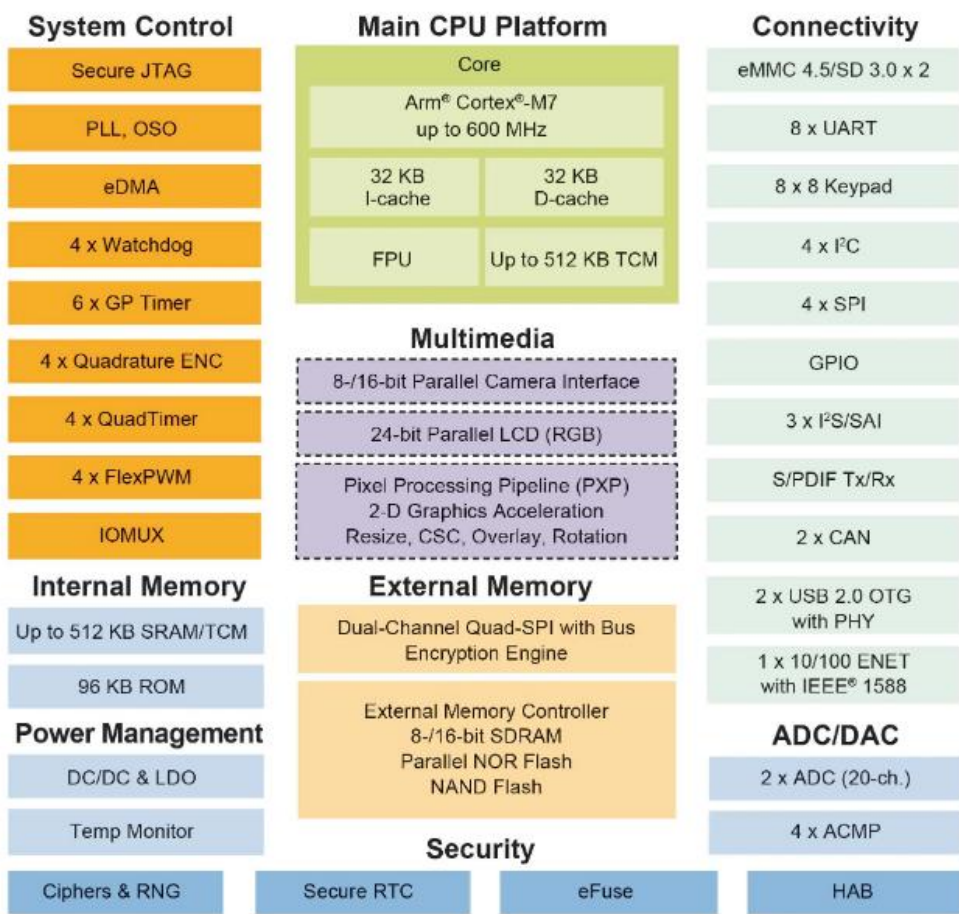 System Control
Secure JTAG
PLL, OSO
eDMA
4 x Watchdog
6 x GP Timer
4 x Quadrature ENC
4 x QuadTimer
4 x FlexPWM
IOMUX
Internal Memory
Up to 512 KB SRAM/TCM
96 KB ROM
Power Management
DC/DC & LDO
Temp Monitor
Main CPU Platform
Core
Arm® Cortex®-M7
up to 600 MHz
32 KB
I-cache
32 KB
D-cache
FPU
Up to 512 KB TCM
Multimedia
8-/16-bit Parallel Camera Interface
24-bit Parallel LCD (RGB)
Pixel Processing Pipeline (PXP)
2-D Graphics Acceleration
Resize, CSC, Overlay, Rotation
External Memory
Dual-Channel Quad-SPI with Bus
Encryption Engine
External Memory Controller
8-/16-bit SDRAM
Parallel NOR Flash
NAND Flash
Connectivity
eMMC 4.5/SD 3.0 x 2
8 x UART
8 x 8 Keypad
4 x I²C
4 x SPI
GPIO
3 x I²S/SAI
S/PDIF Tx/Rx
2 x CAN
2 x USB 2.0 OTG
with PHY
1 x 10/100 ENET
with IEEE® 1588
ADC/DAC
2 x ADC (20-ch.)
4 x ACMP
Security
Ciphers & RNG
Secure RTC
eFuse
HAB